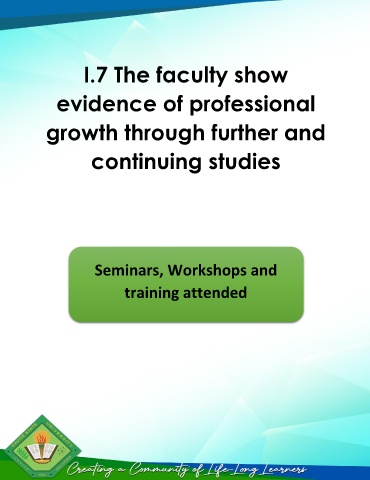 I.7 The faculty show
evidence of professional
growth through further and
continuing studies
Seminars, Workshops and
training attended
Creating a Community of Life-Long Learners